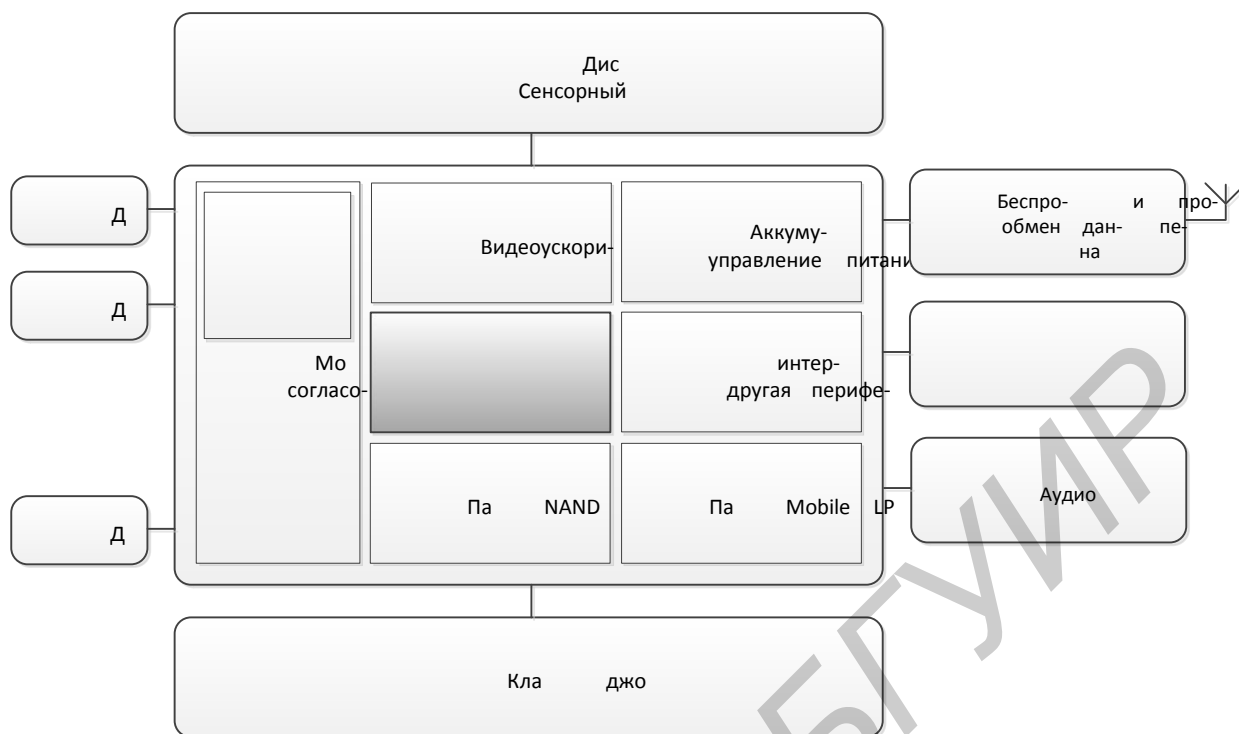 Дис
Сенсорный
Д
Д
Д
Мо
согласо-
Видеоускори-
Аккуму-
управление питани
интер-
другая перифе-
Па NAND
Па Mobile LP
Беспро- и про-
обмен дан- пе-
на
Аудио
Кла джо
БГУИР